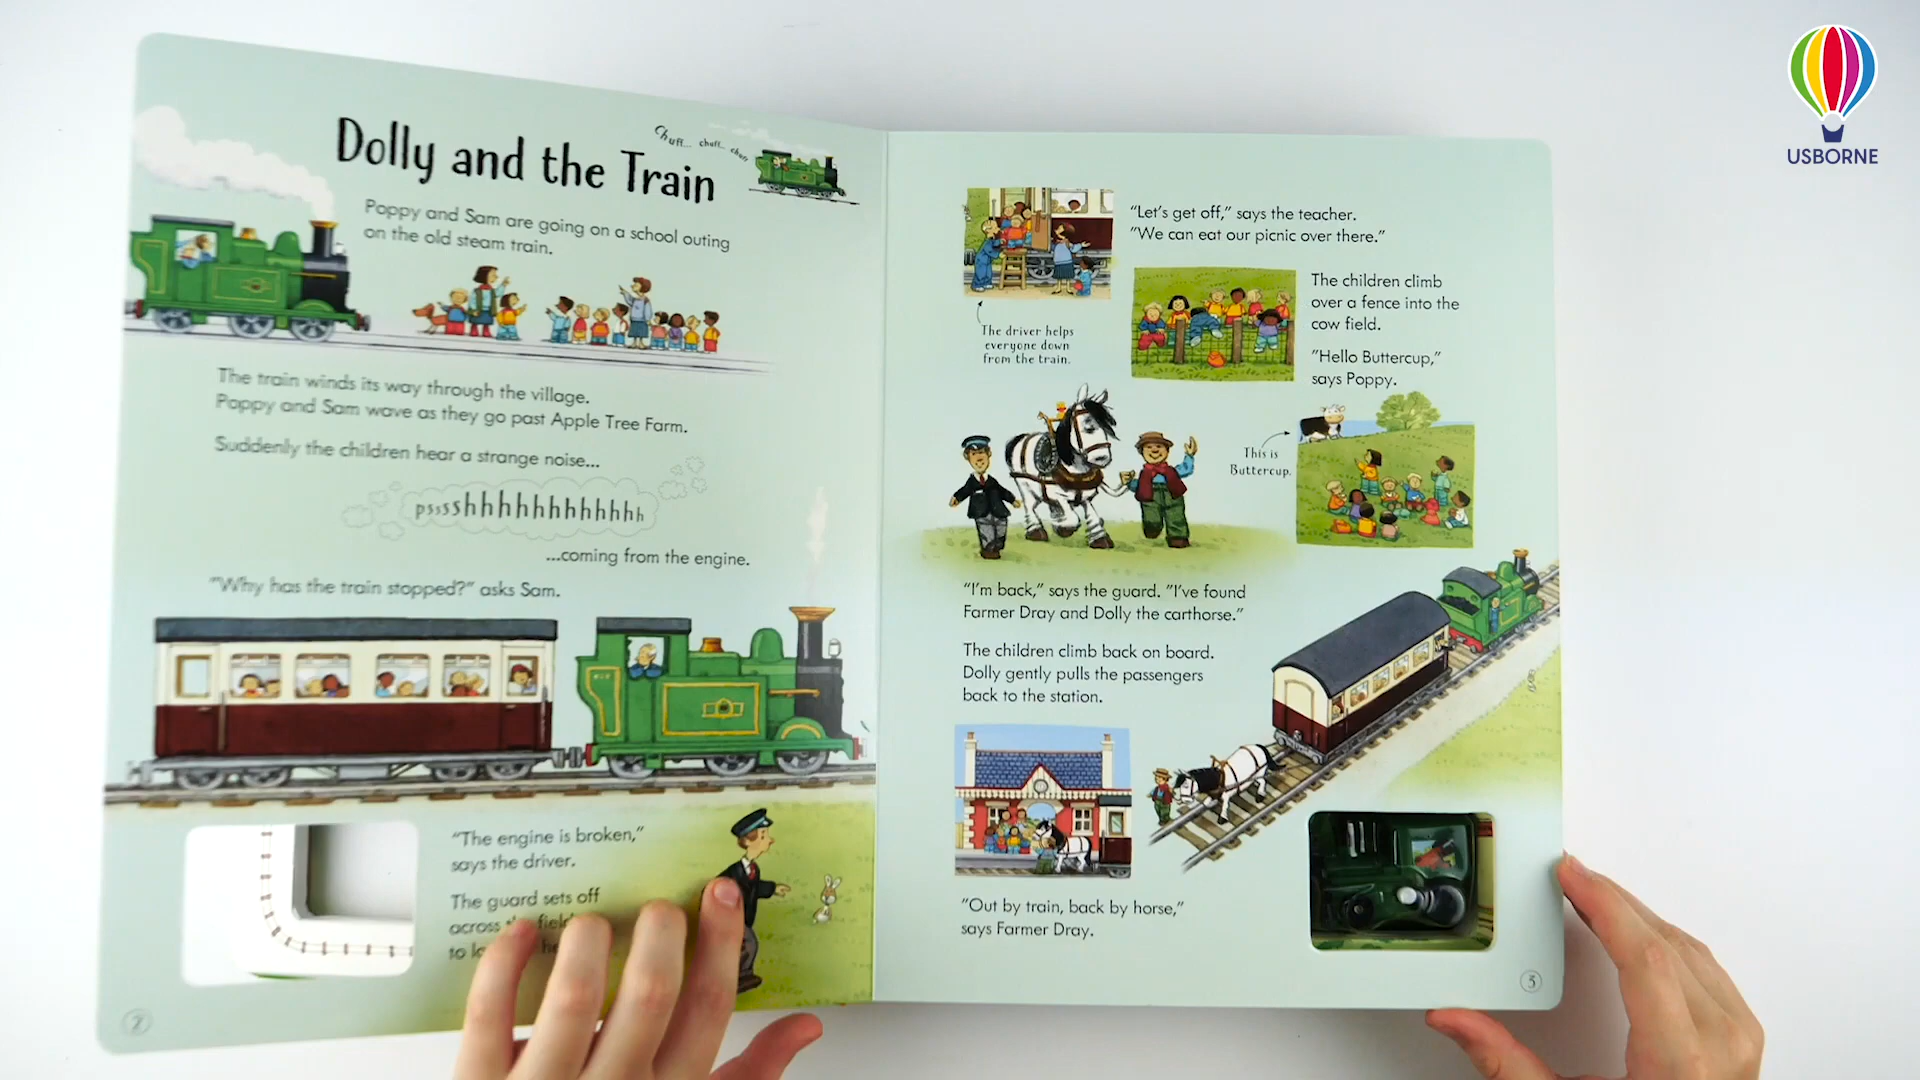 Dolly and the Train
Chuff... chuff... chuff
Poppy and Sam are going on a school outing
on the old steam train.
The train winds its way through the village.
Poppy and Sam wave as they go past Apple Tree Farm.
Suddenly the children hear a strange noise...
psssshhhhhhhhhhhhh
...coming from the engine.
"Why has the train stopped?" asks Sam.
"The engine is broken,"
says the driver.
The guard sets off
across
to
2
"Let's get off," says the teacher.
"We can eat our picnic over there."
The driver helps
everyone down
from the train.
The children climb
over a fence into the
cow field.
"Hello Buttercup,"
says Poppy.
This is
Buttercup.
"I'm back," says the guard. "I've found
Farmer Dray and Dolly the carthorse."
The children climb back on board.
Dolly gently pulls the passengers
back to the station.
"Out by train, back by horse,"
says Farmer Dray.
3
USBORNE